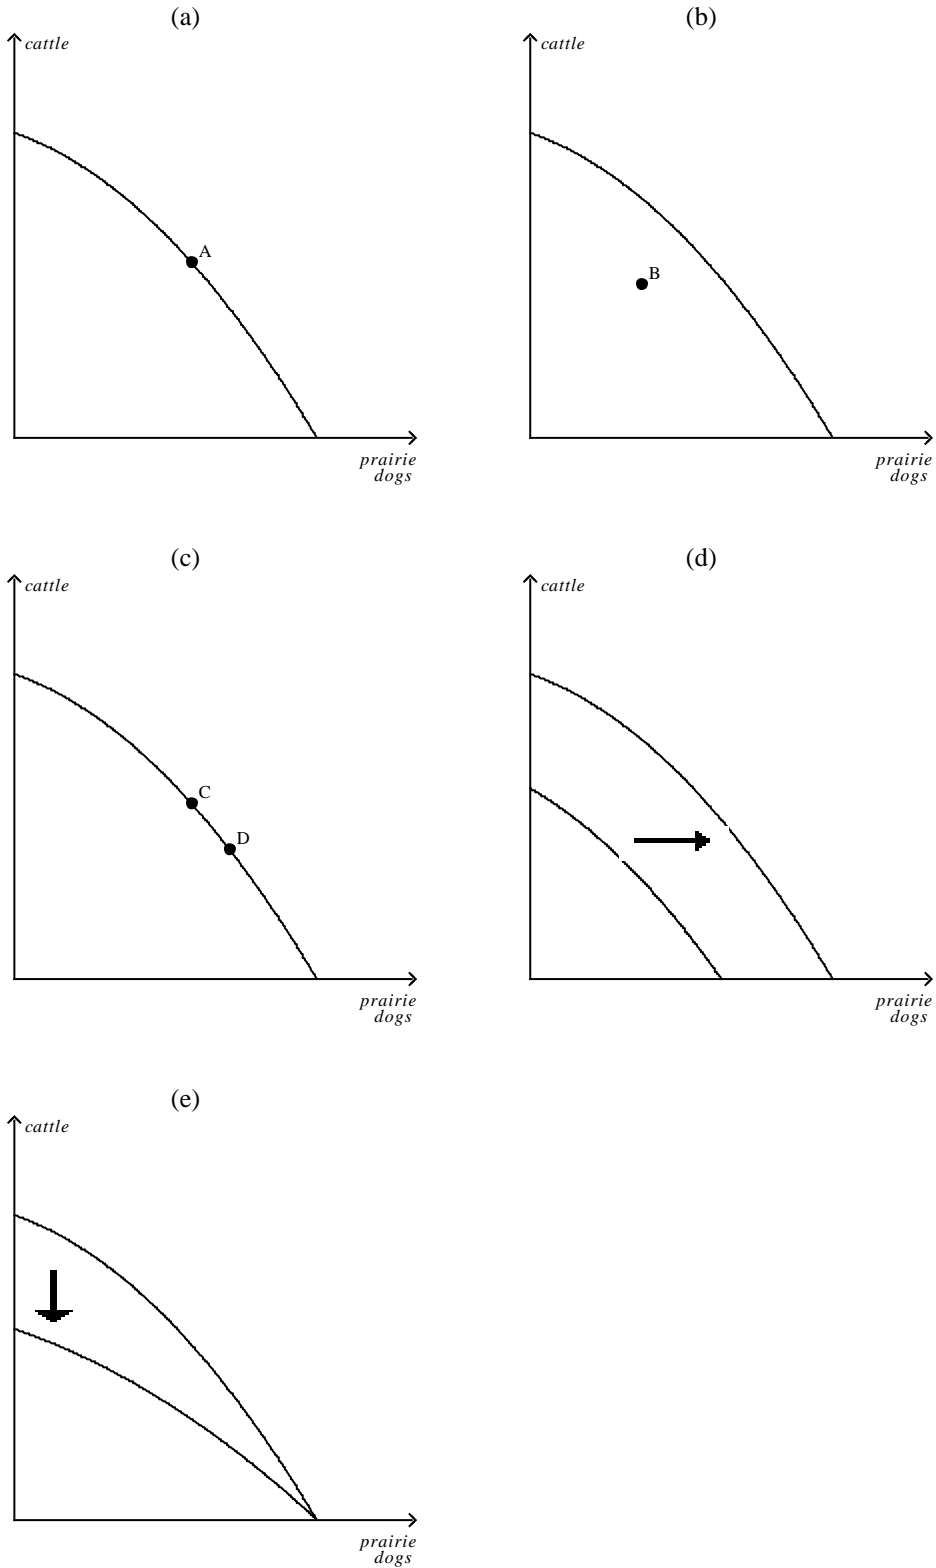 (a)
cattle
A
prairie
dogs
(b)
cattle
B
prairie
dogs
(c)
cattle
C
D
prairie
dogs
(d)
cattle
prairie
dogs
(e)
cattle
prairie
dogs